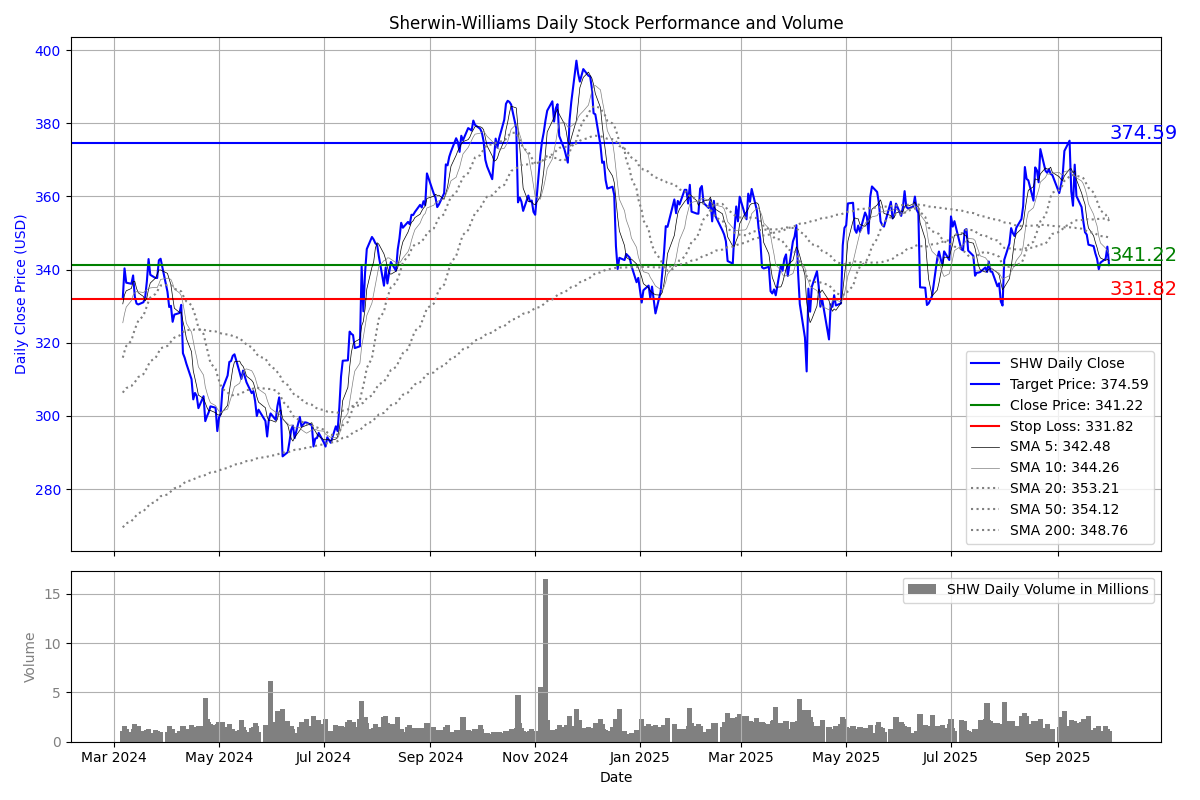 Sherwin-Williams Daily Stock Performance and Volume
Daily Close Price (USD)
400
380
360
340
320
300
280
374.59
341.22
331.82
SHW Daily Close
Target Price: 374.59
Close Price: 341.22
Stop Loss: 331.82
SMA 5: 342.48
SMA 10: 344.26
SMA 20: 353.21
SMA 50: 354.12
SMA 200: 348.76
Volume
15
10
5
0
SHW Daily Volume in Millions
Mar 2024 May 2024 Jul 2024 Sep 2024 Nov 2024 Jan 2025 Mar 2025 May 2025 Jul 2025 Sep 2025
Date